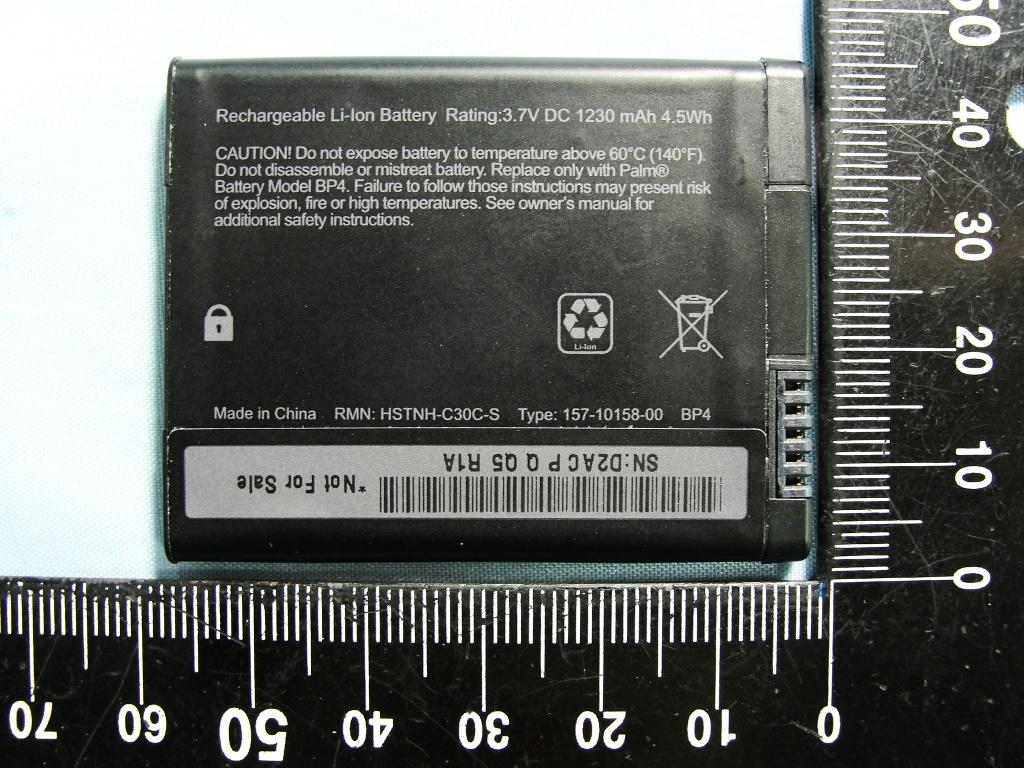 Rechargeable Li-Ion Battery Rating:3.7V DC 1230 mAh 4.5Wh
CAUTION! Do not expose battery to temperature above 60°C (140°F).
Do not disassemble or mistreat battery. Replace only with Palm®
Battery Model BP4. Failure to follow those instructions may present risk
of explosion, fire or high temperatures. See owner's manual for
additional safety instructions.
Li-Ion
Made in China RMN: HSTNH-C30C-S Type: 157-10158-00 BP4
SN:D2AC P Q Q5 R1A
*Not For Sale
50
40
30
20
10
0
70 60 50 40 30 20 10 0